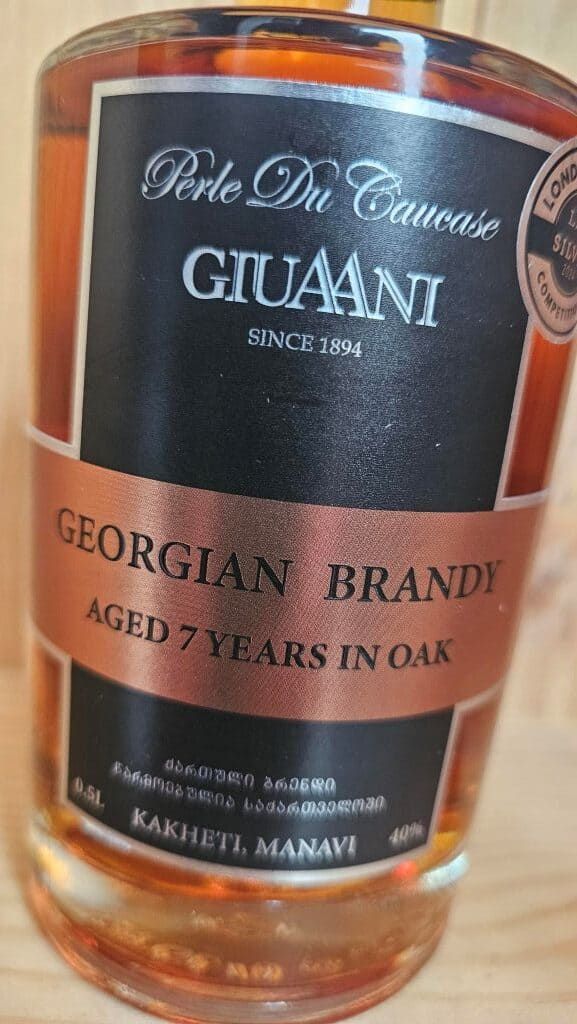 Perle Du Caucase
GIUAANI
SINCE 1894
GEORGIAN BRANDY
AGED 7 YEARS IN OAK
ქართული ბრენდი
წარმოებულია საქართველოში
0.5L
KAKHETI, MANAVI
40%